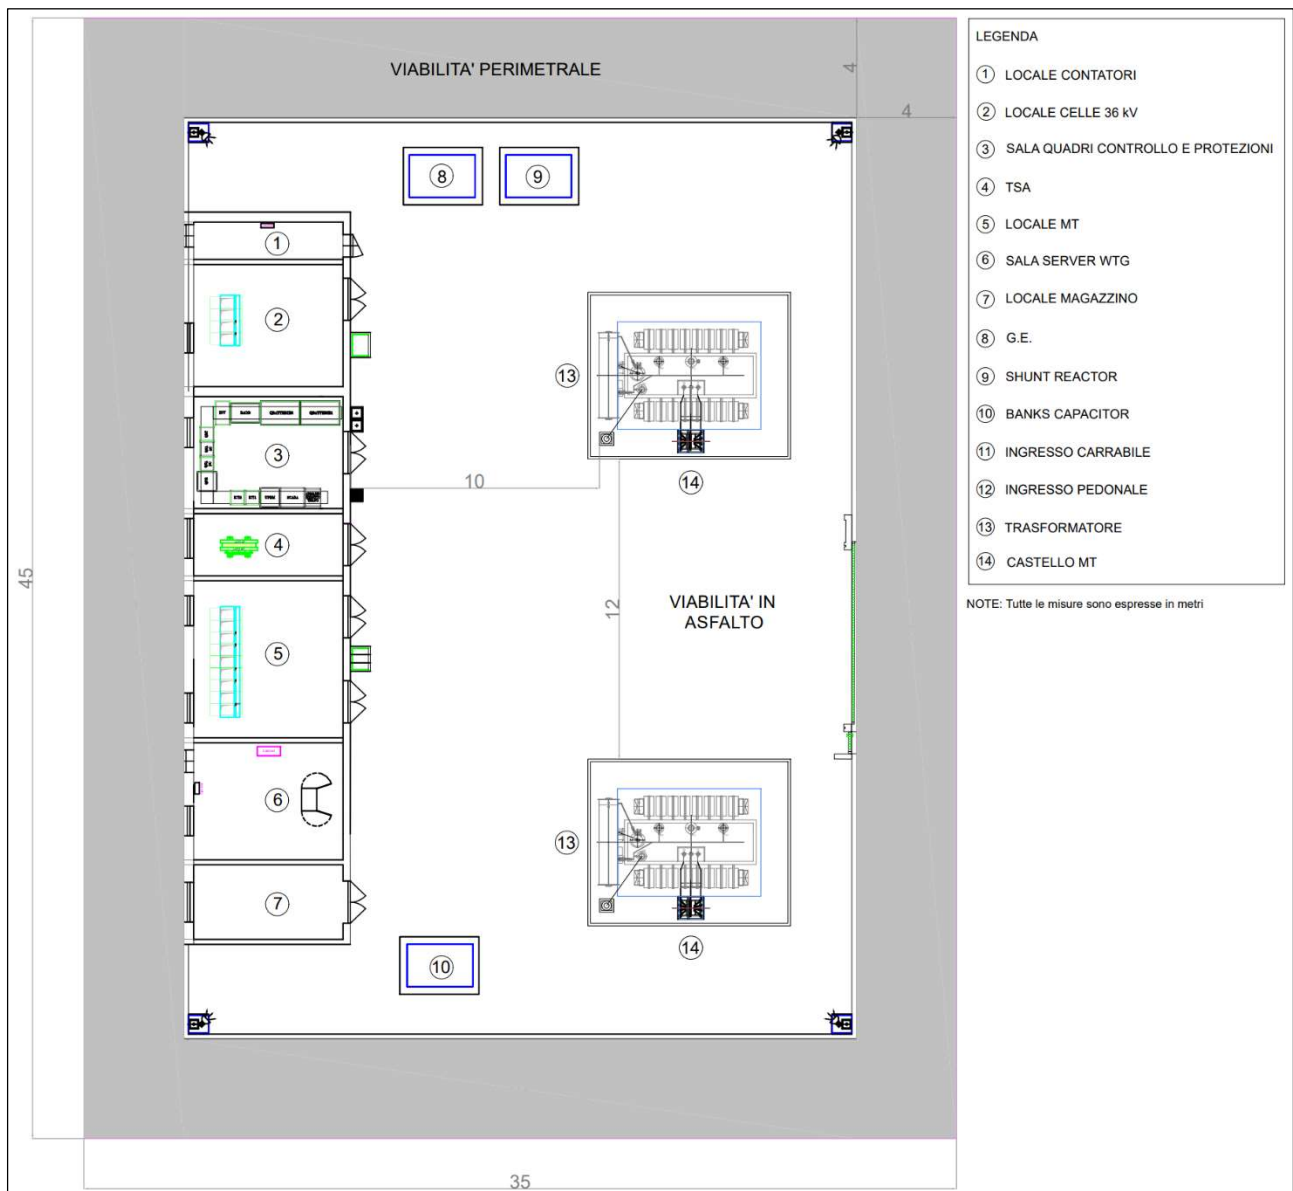 VIABILITA' PERIMETRALE
4
4
8
9
1
2
3
4
5
6
7
10
13
14
10
12
VIABILITA' IN
ASFALTO
13
14
45
35
LEGENDA
1 LOCALE CONTATORI
2 LOCALE CELLE 36 kV
3 SALA QUADRI CONTROLLO E PROTEZIONI
4 TSA
5 LOCALE MT
6 SALA SERVER WTG
7 LOCALE MAGAZZINO
8 G.E.
9 SHUNT REACTOR
10 BANKS CAPACITOR
11 INGRESSO CARRABILE
12 INGRESSO PEDONALE
13 TRASFORMATORE
14 CASTELLO MT
NOTE: Tutte le misure sono espresse in metri